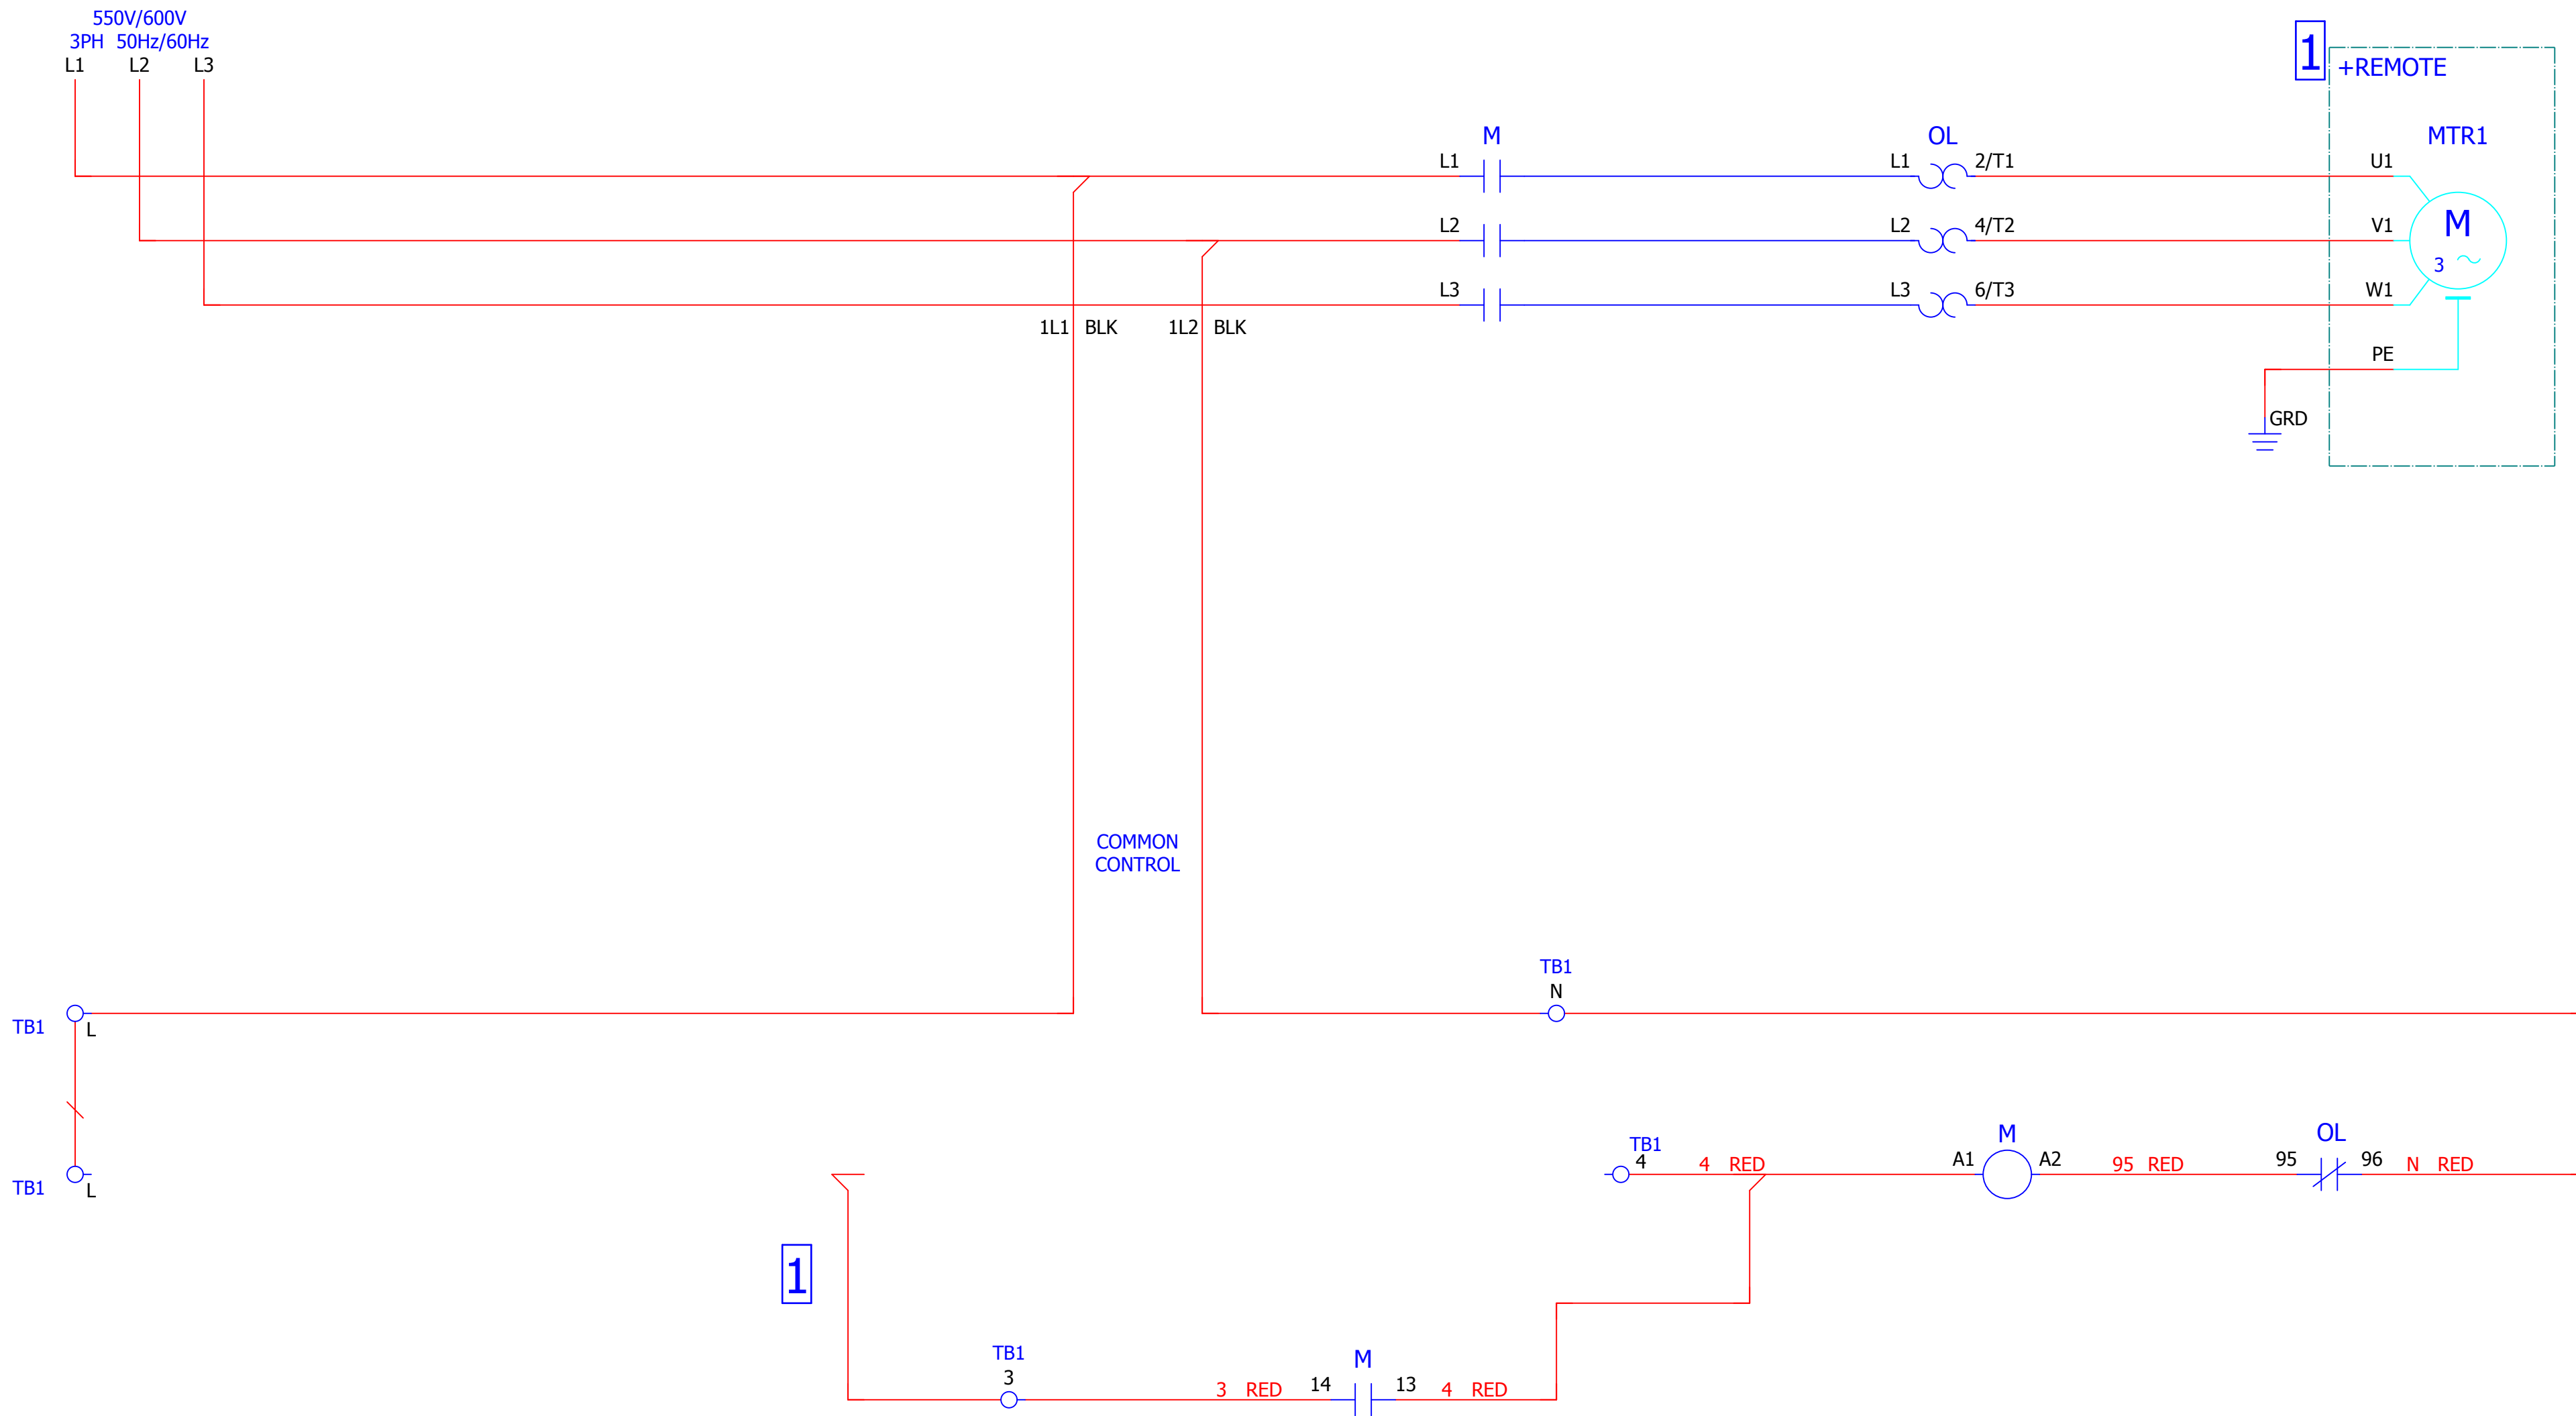 550V/600V
3PH 50Hz/60Hz
L1 L2 L3
1
+REMOTE
M OL MTR1
L1 L1 2/T1 U1
L2 L2 4/T2 V1 M
3
L3 L3 6/T3 W1
1L1 BLK 1L2 BLK
PE
GRD
COMMON
CONTROL
TB1
N
TB1 L
TB1
4 4 RED A1 M A2 95 RED 95 OL 96 N RED
TB1 L
1
TB1
3 3 RED 14 M 13 4 RED